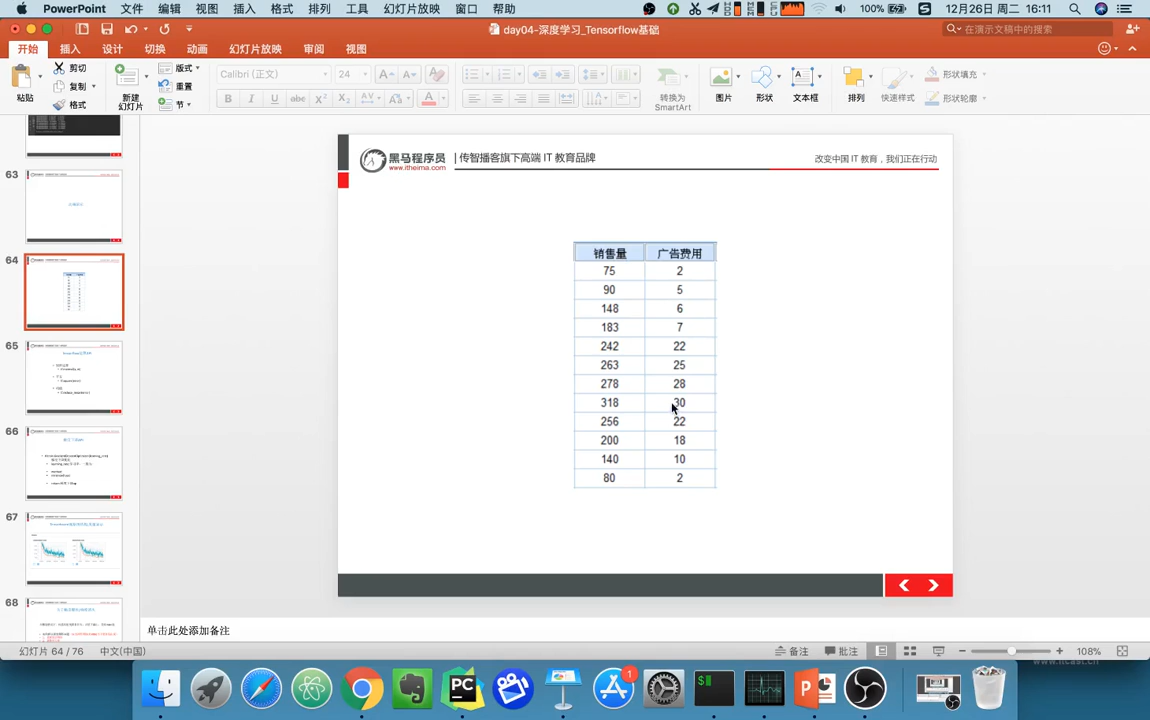 PowerPoint 文件 编辑 视图 插入 格式 排列 工具 幻灯片放映 窗口 帮助 100% 12月26日 周二 16:11
day04-深度学习_Tensorflow基础
在演示文稿中的搜索
开始 插入 设计 切换 动画 幻灯片放映 审阅 视图
粘贴 剪切 复制 格式
新建幻灯片 版式 重置 节
Calibri (正文) 24
B I U abc X² X₂ AV Aa A
转换为 SmartArt
图片 形状 文本框 排列 快速样式 形状填充 形状轮廓
63
64
65
66
67
68
黑马程序员 | 传智播客旗下高端 IT 教育品牌
www.itheima.com
改变中国 IT 教育，我们正在行动
销售量 广告费用
75 2
90 5
148 6
183 7
242 22
263 25
278 28
318 30
256 22
200 18
140 10
80 2
单击此处添加备注
幻灯片 64 / 76 中文(中国) 备注 批注 108%
www.itcast.cn
PC
1
$
P